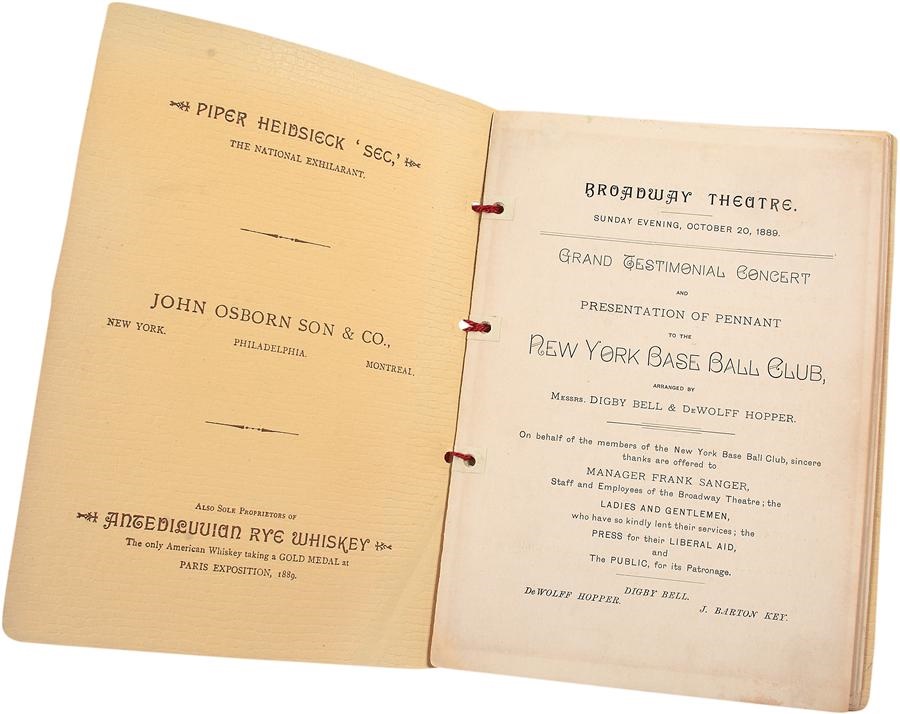 PIPER HEIDSIECK 'SEC,'
THE NATIONAL EXHILARANT.
JOHN OSBORN SON & CO.,
NEW YORK.
PHILADELPHIA.
MONTREAL.
ALSO SOLE PROPRIETORS OF
ANTEDILUVIAN RYE WHISKEY
The only American Whiskey taking a GOLD MEDAL at
PARIS EXPOSITION, 1889.
BROADWAY THEATRE.
SUNDAY EVENING, OCTOBER 20, 1889.
GRAND TESTIMONIAL CONCERT
AND
PRESENTATION OF PENNANT
TO THE
NEW YORK BASE BALL CLUB,
ARRANGED BY
MESSRS. DIGBY BELL & DEWOLFF HOPPER.
On behalf of the members of the New York Base Ball Club, sincere
thanks are offered to
MANAGER FRANK SANGER,
Staff and Employees of the Broadway Theatre; the
LADIES AND GENTLEMEN,
who have so kindly lent their services; the
PRESS for their LIBERAL AID,
and
The PUBLIC, for its Patronage.
DeWOLFF HOPPER.
DIGBY BELL.
J. BARTON KEY.